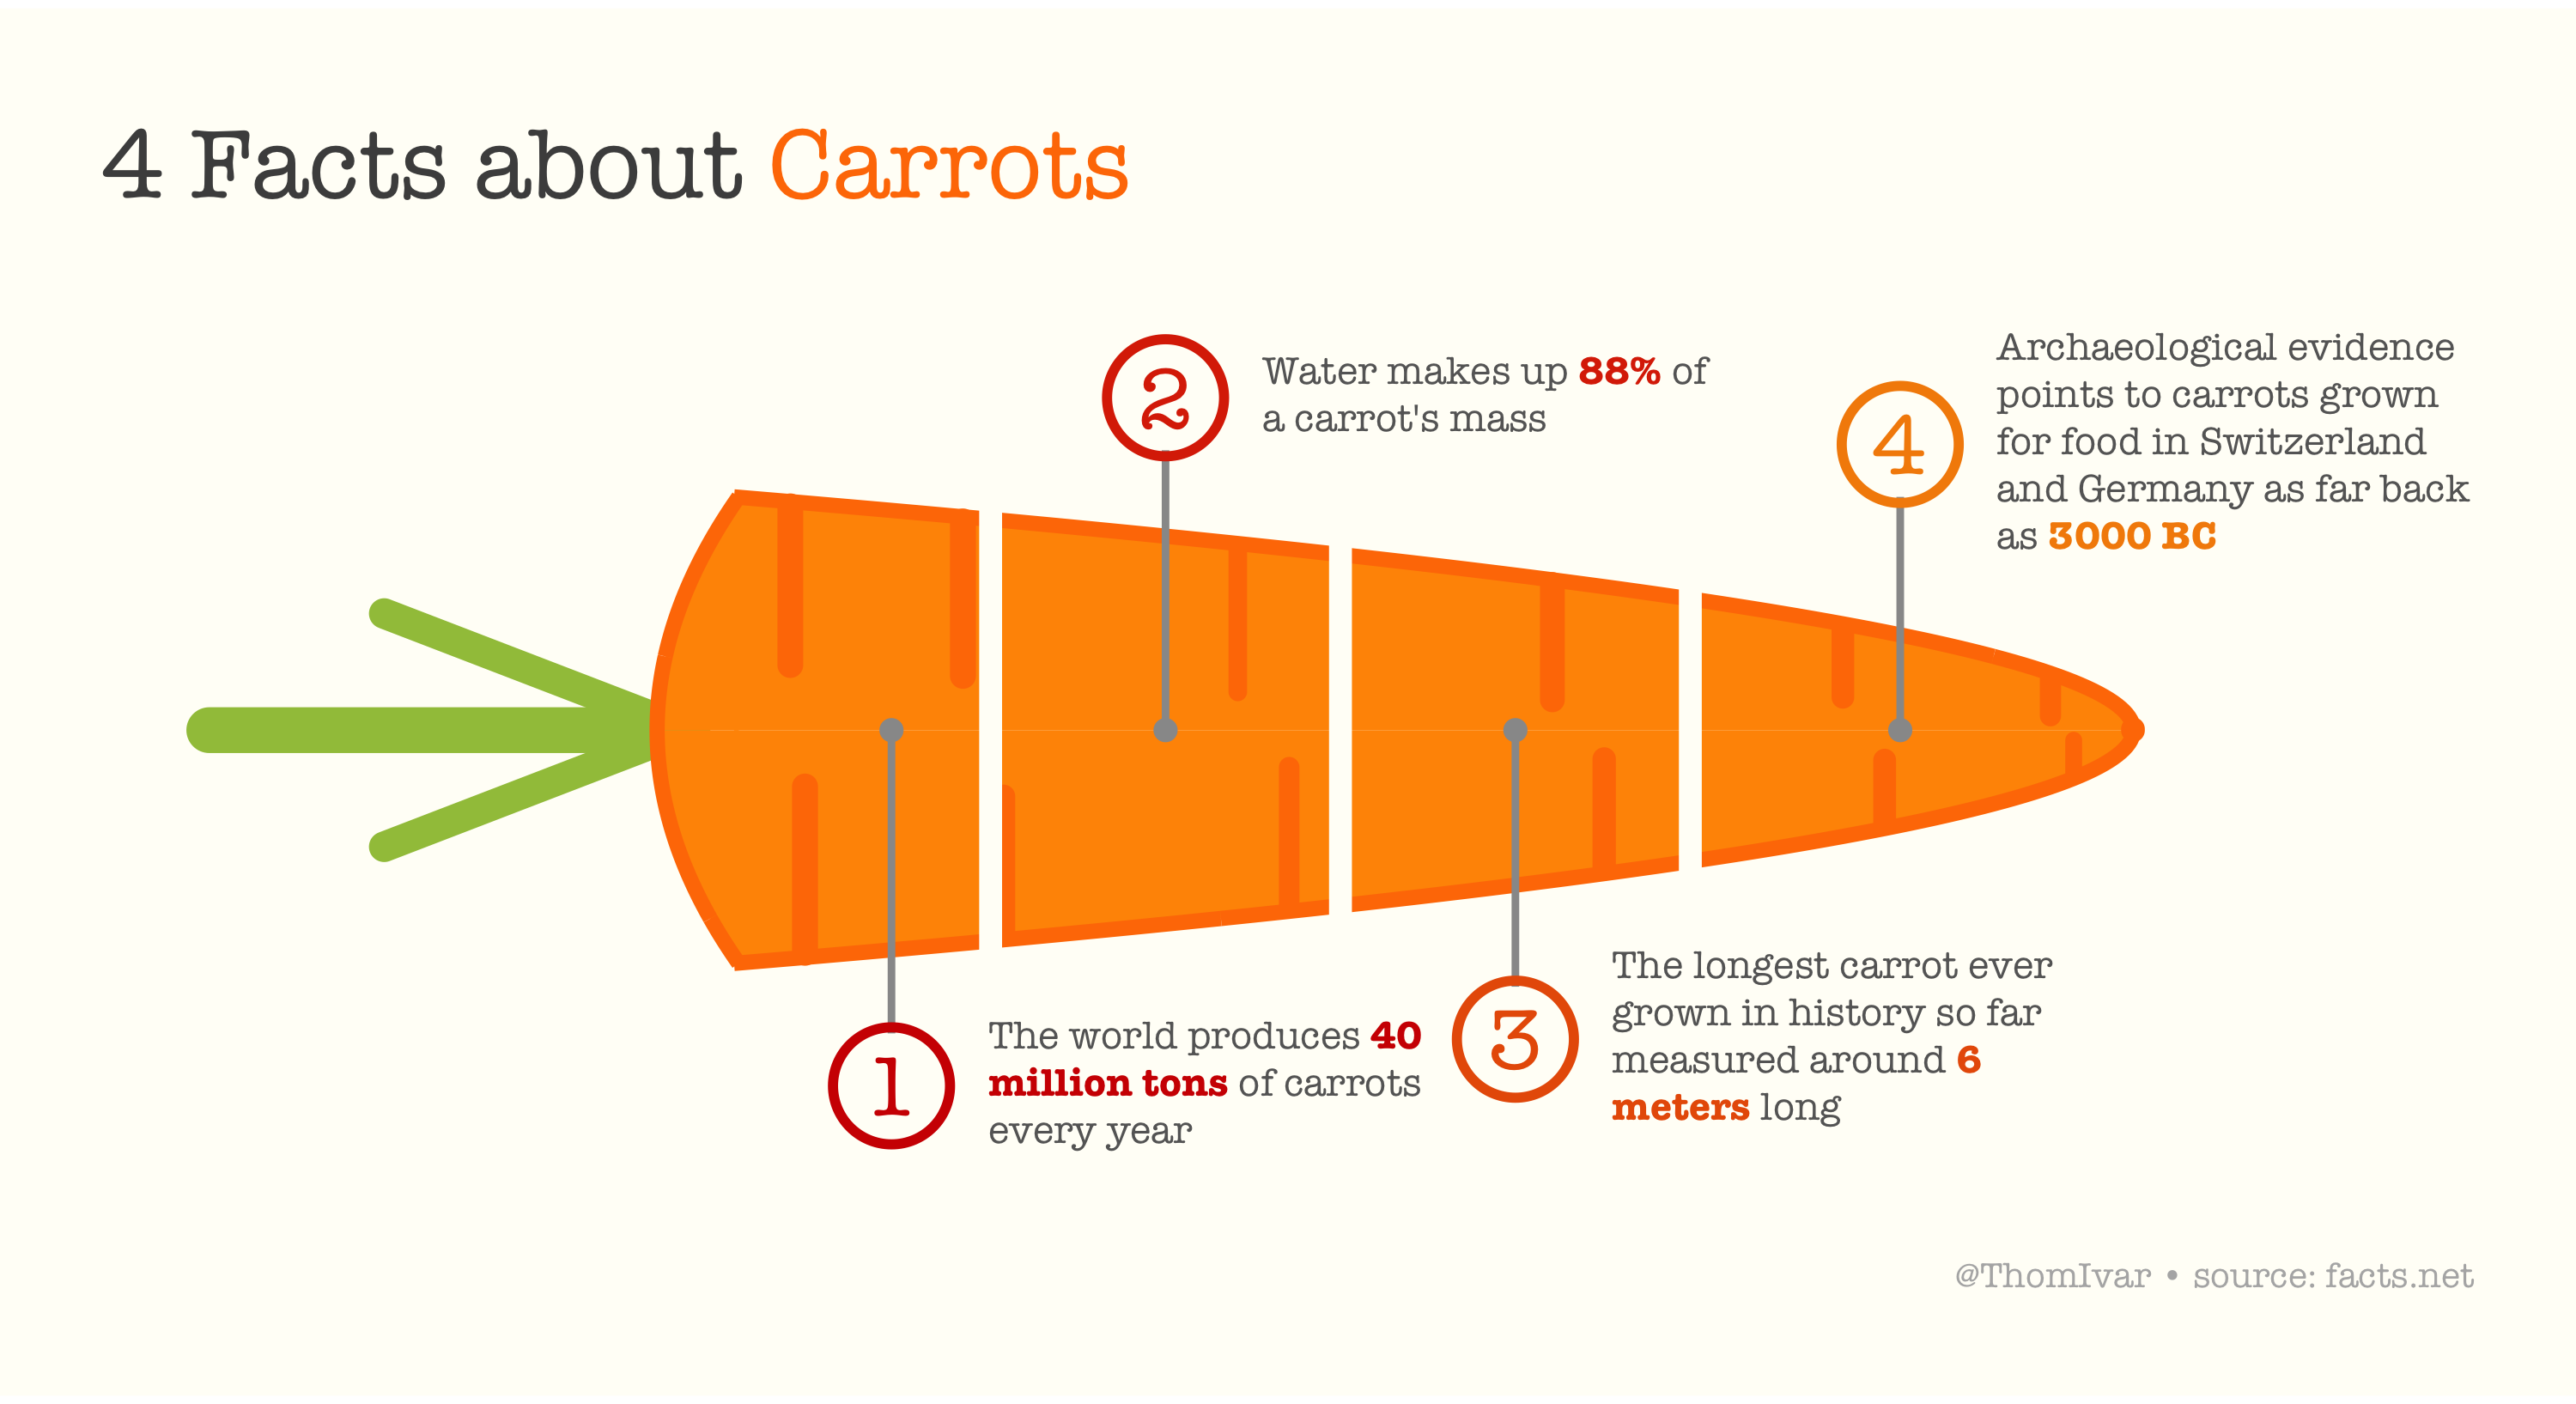 4 Facts about Carrots
2
Water makes up 88% of
a carrot's mass
4
Archaeological evidence
points to carrots grown
for food in Switzerland
and Germany as far back
as 3000 BC
1
The world produces 40
million tons of carrots
every year
3
The longest carrot ever
grown in history so far
measured around 6
meters long
@ThomIvar • source: facts.net